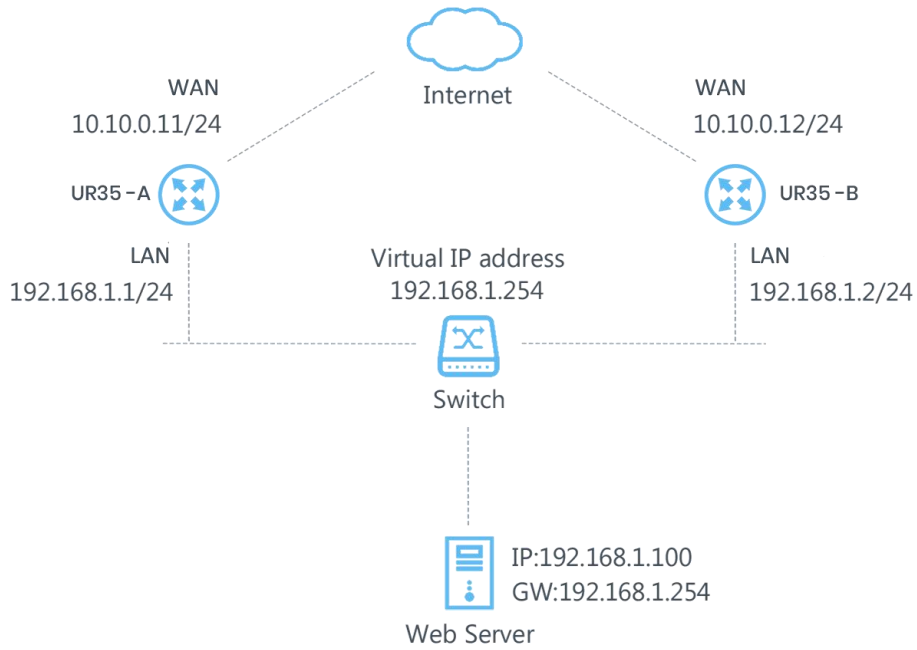 Internet
WAN
10.10.0.11/24
WAN
10.10.0.12/24
UR35-A
UR35-B
LAN
192.168.1.1/24
Virtual IP address
192.168.1.254
LAN
192.168.1.2/24
Switch
IP:192.168.1.100
GW:192.168.1.254
Web Server